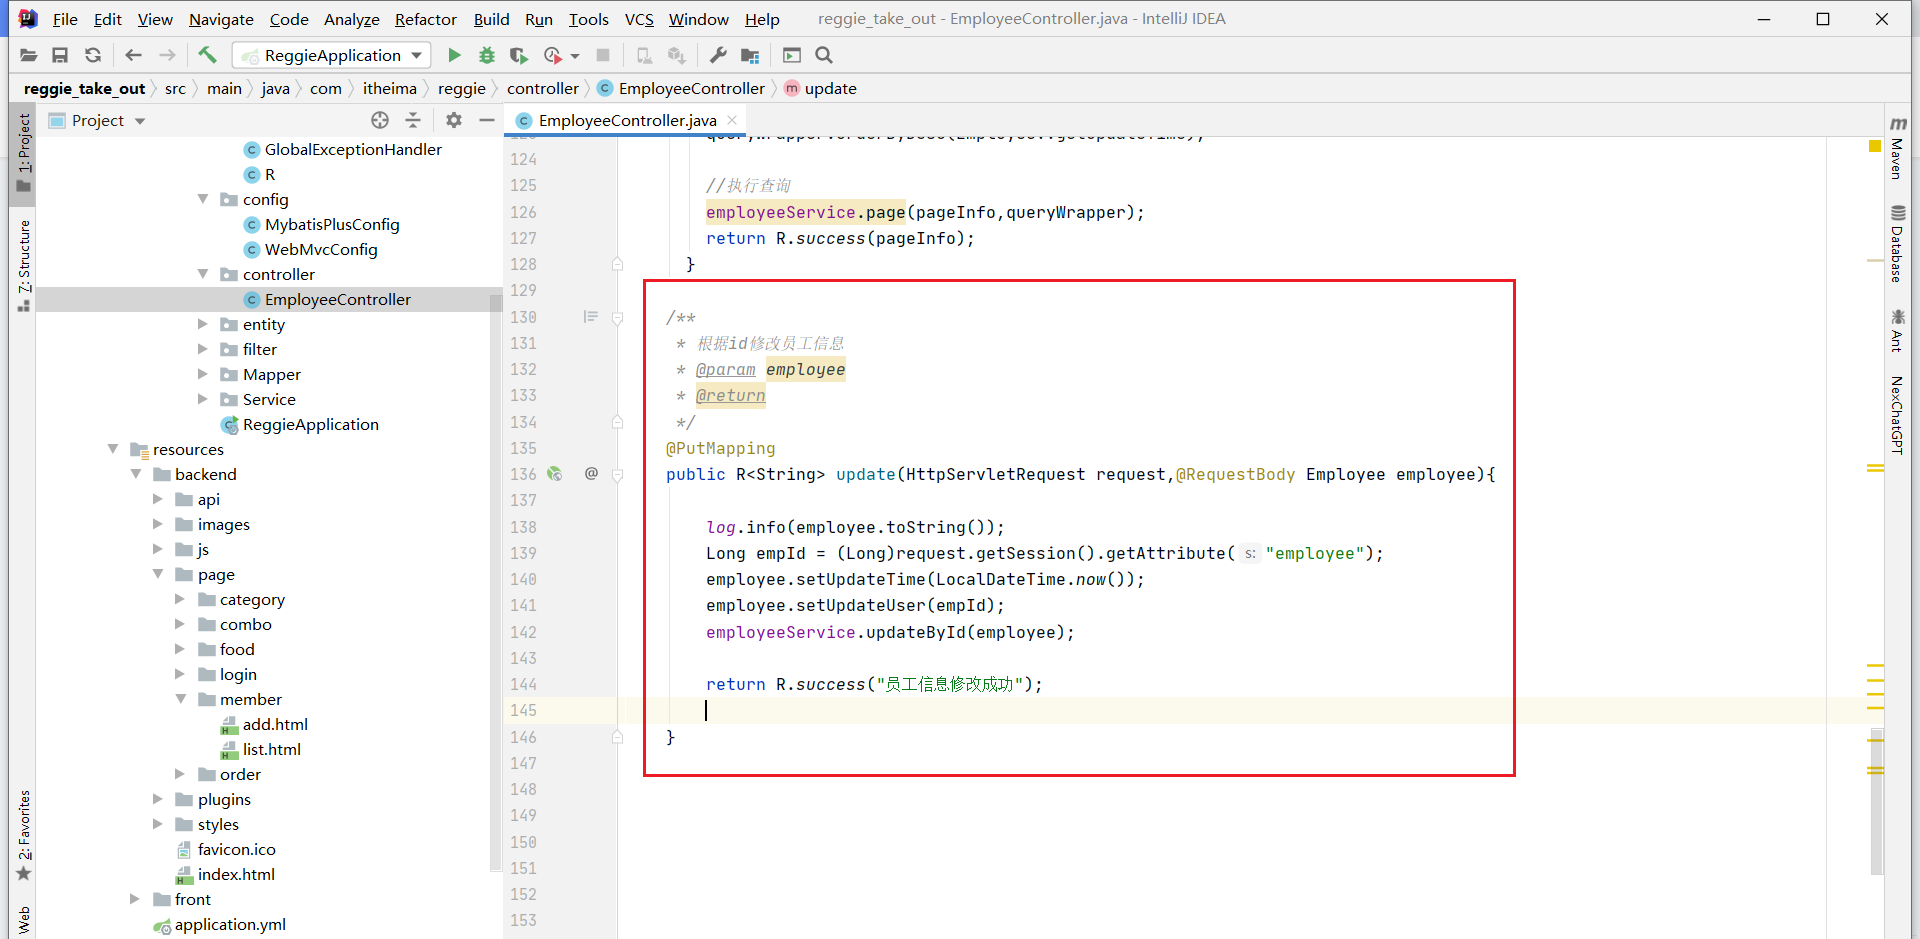 File Edit View Navigate Code Analyze Refactor Build Run Tools VCS Window Help reggie_take_out - EmployeeController.java - IntelliJ IDEA
ReggieApplication
reggie_take_out src main java com itheima reggie controller C EmployeeController m update
Project
C EmployeeController.java
1: Project
Z: Structure
2: Favorites
Web
C GlobalExceptionHandler
C R
config
C MybatisPlusConfig
C WebMvcConfig
controller
C EmployeeController
entity
filter
Mapper
Service
ReggieApplication
resources
backend
api
images
js
page
category
combo
food
login
member
add.html
list.html
order
plugins
styles
favicon.ico
index.html
front
application.yml
124
125 //执行查询
126 employeeService.page(pageInfo,queryWrapper);
127 return R.success(pageInfo);
128 }
129
130 /**
131 * 根据id修改员工信息
132 * @param employee
133 * @return
134 */
135 @PutMapping
136 @ public R<String> update(HttpServletRequest request,@RequestBody Employee employee){
137
138 log.info(employee.toString());
139 Long empId = (Long)request.getSession().getAttribute( s: "employee");
140 employee.setUpdateTime(LocalDateTime.now());
141 employee.setUpdateUser(empId);
142 employeeService.updateById(employee);
143
144 return R.success("员工信息修改成功");
145
146 }
147
148
149
150
151
152
153
m Maven
Database
Ant
NexChatGPT